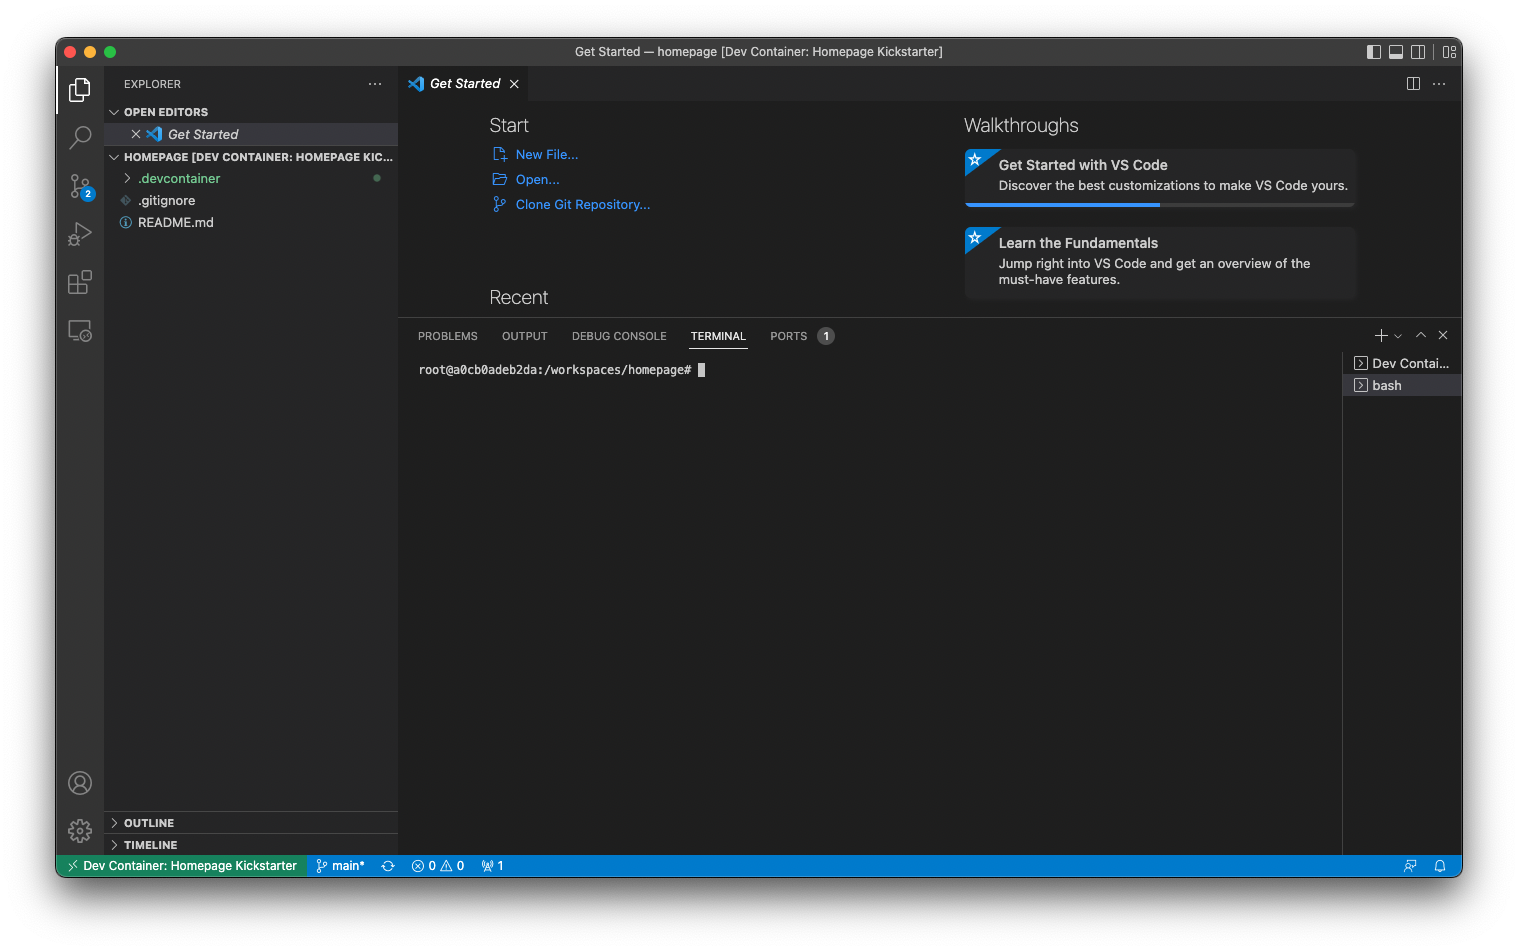 Get Started — homepage [Dev Container: Homepage Kickstarter]
EXPLORER
OPEN EDITORS
Get Started
HOMEPAGE [DEV CONTAINER: HOMEPAGE KIC...
.devcontainer
.gitignore
README.md
OUTLINE
TIMELINE
2
Get Started
Start
New File...
Open...
Clone Git Repository...
Recent
Walkthroughs
Get Started with VS Code
Discover the best customizations to make VS Code yours.
Learn the Fundamentals
Jump right into VS Code and get an overview of the
must-have features.
PROBLEMS OUTPUT DEBUG CONSOLE TERMINAL PORTS 1
root@a0cb0adeb2da:/workspaces/homepage#
Dev Contai...
bash
Dev Container: Homepage Kickstarter main* 0 0 1